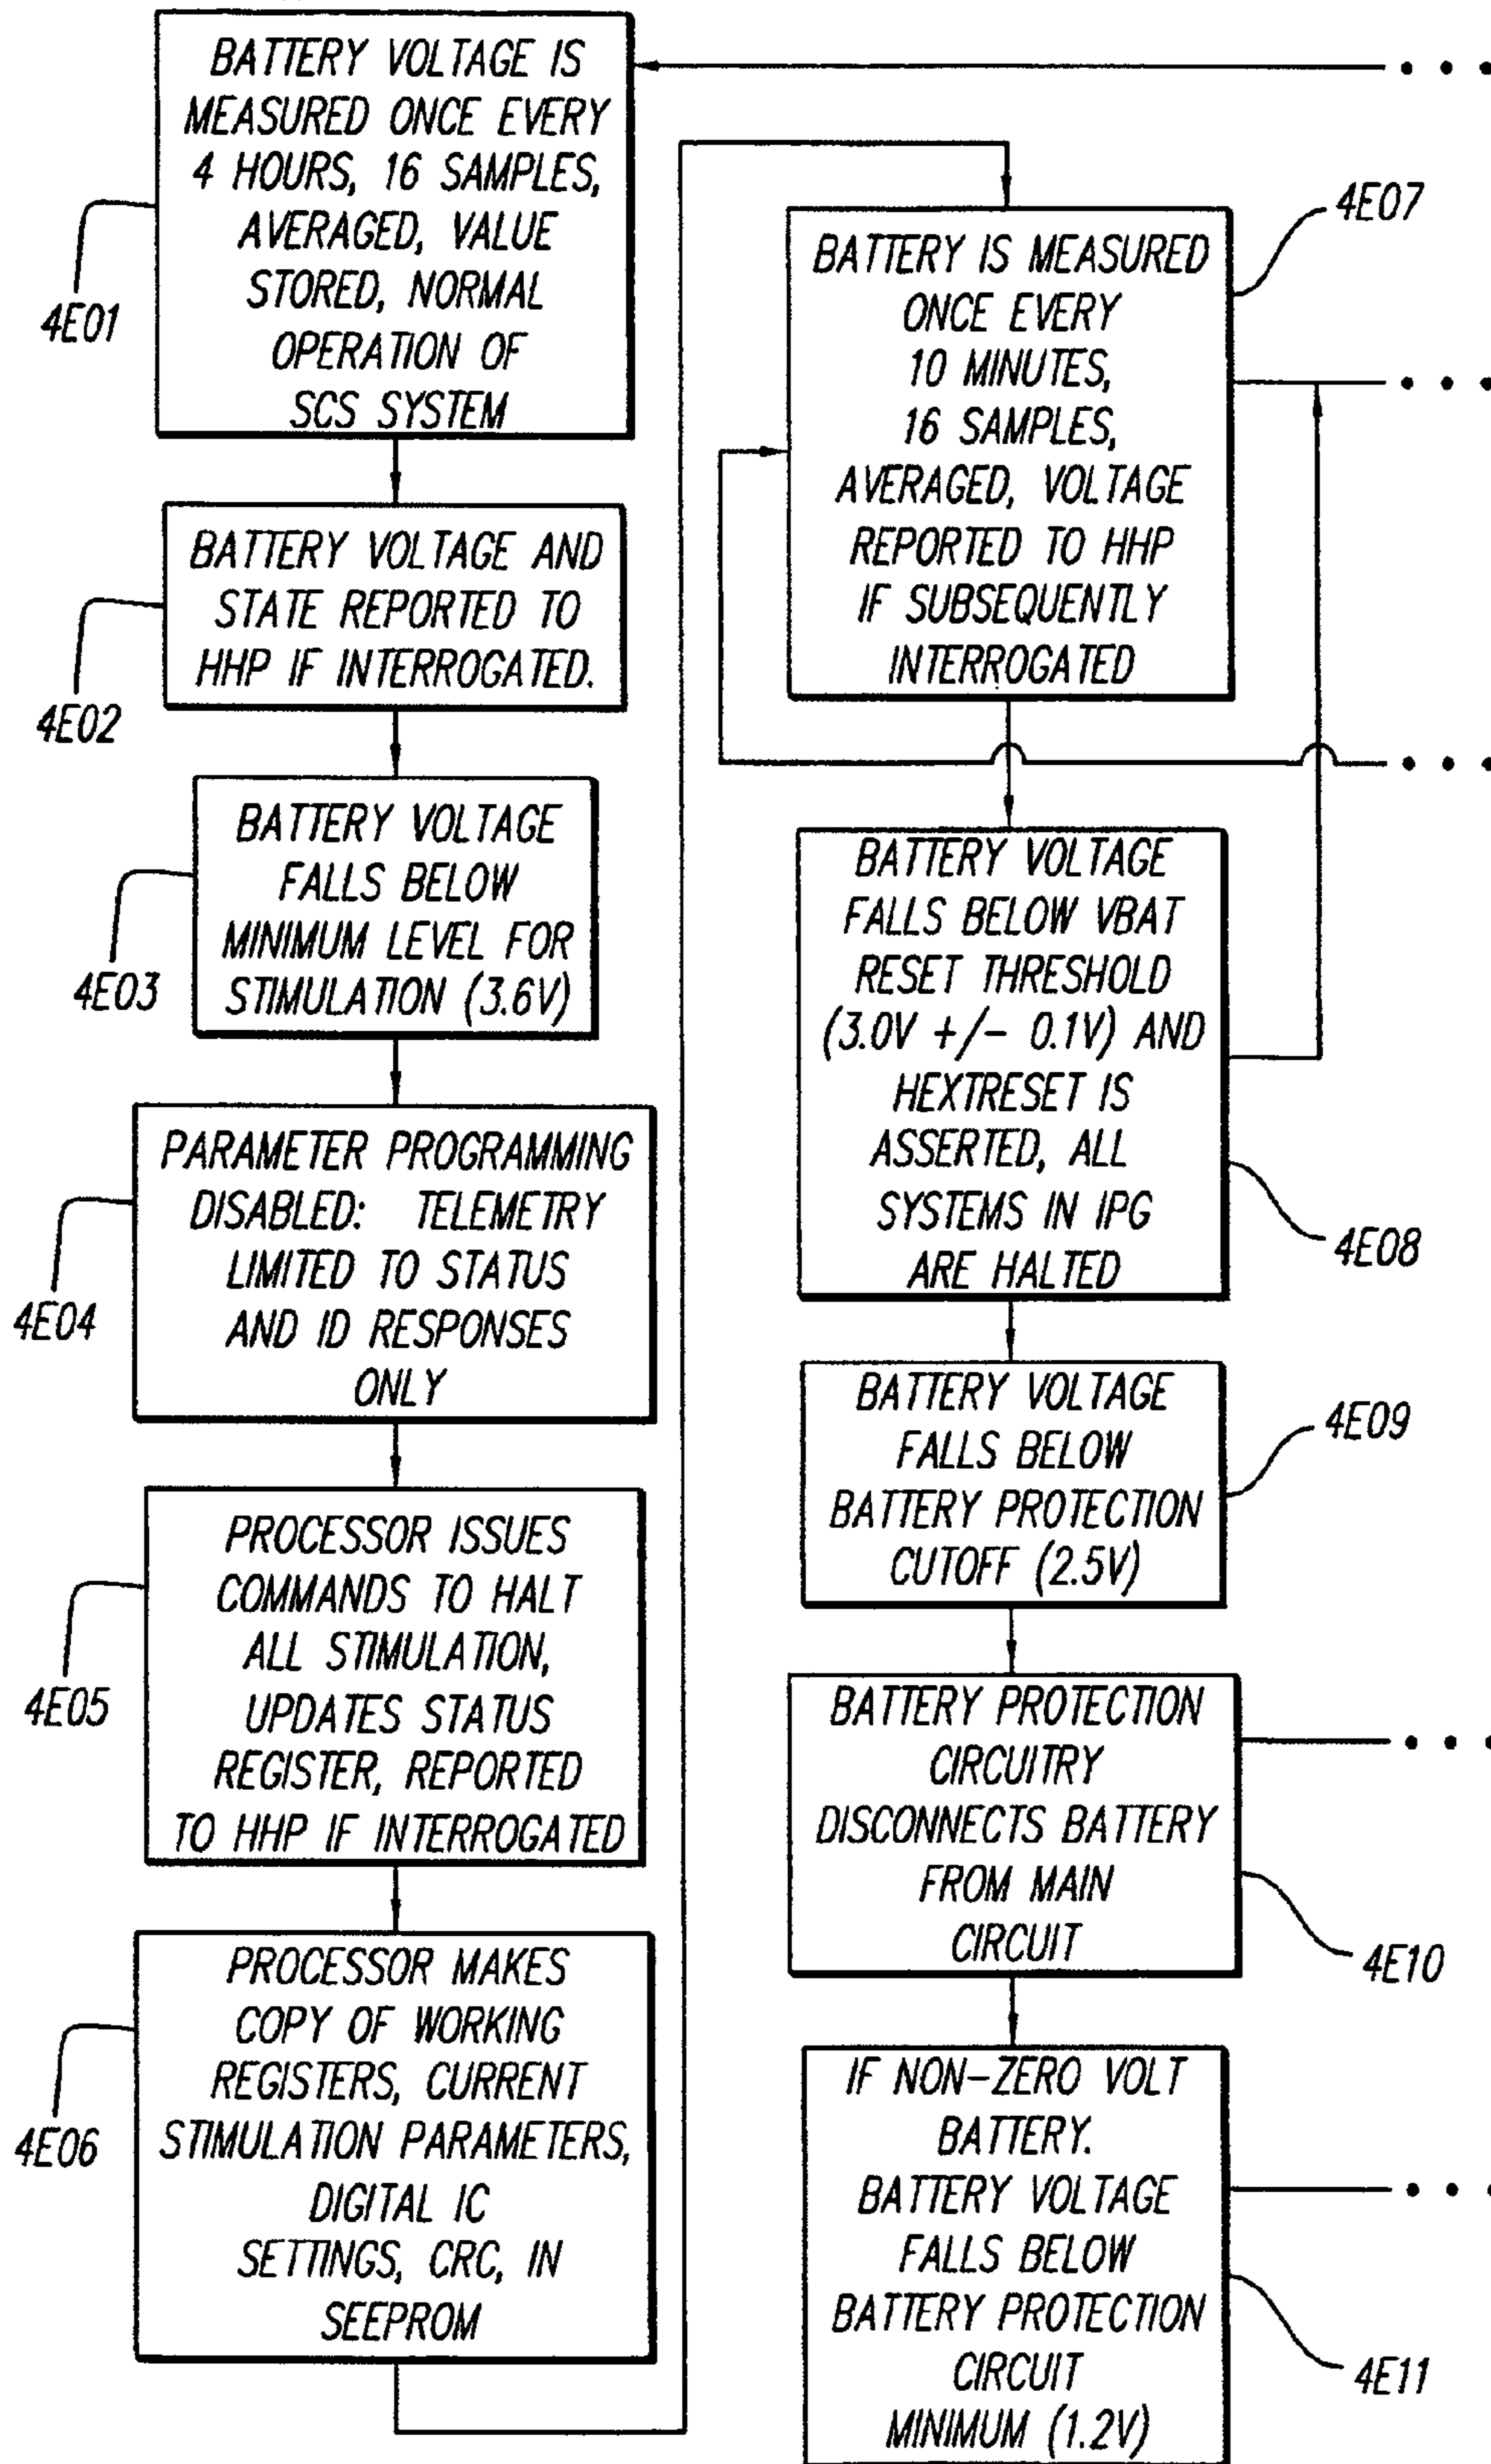 BATTERY VOLTAGE IS
MEASURED ONCE EVERY
4 HOURS, 16 SAMPLES,
AVERAGED, VALUE
STORED, NORMAL
OPERATION OF
SCS SYSTEM
4E01
BATTERY VOLTAGE AND
STATE REPORTED TO
HHP IF INTERROGATED.
4E02
BATTERY VOLTAGE
FALLS BELOW
MINIMUM LEVEL FOR
STIMULATION (3.6V)
4E03
PARAMETER PROGRAMMING
DISABLED: TELEMETRY
LIMITED TO STATUS
AND ID RESPONSES
ONLY
4E04
PROCESSOR ISSUES
COMMANDS TO HALT
ALL STIMULATION,
UPDATES STATUS
REGISTER, REPORTED
TO HHP IF INTERROGATED
4E05
PROCESSOR MAKES
COPY OF WORKING
REGISTERS, CURRENT
STIMULATION PARAMETERS,
DIGITAL IC
SETTINGS, CRC, IN
SEEPROM
4E06
BATTERY IS MEASURED
ONCE EVERY
10 MINUTES,
16 SAMPLES,
AVERAGED, VOLTAGE
REPORTED TO HHP
IF SUBSEQUENTLY
INTERROGATED
4E07
BATTERY VOLTAGE
FALLS BELOW VBAT
RESET THRESHOLD
(3.0V +/- 0.1V) AND
HEXTRESET IS
ASSERTED, ALL
SYSTEMS IN IPG
ARE HALTED
4E08
BATTERY VOLTAGE
FALLS BELOW
BATTERY PROTECTION
CUTOFF (2.5V)
4E09
BATTERY PROTECTION
CIRCUITRY
DISCONNECTS BATTERY
FROM MAIN
CIRCUIT
4E10
IF NON-ZERO VOLT
BATTERY.
BATTERY VOLTAGE
FALLS BELOW
BATTERY PROTECTION
CIRCUIT
MINIMUM (1.2V)
4E11